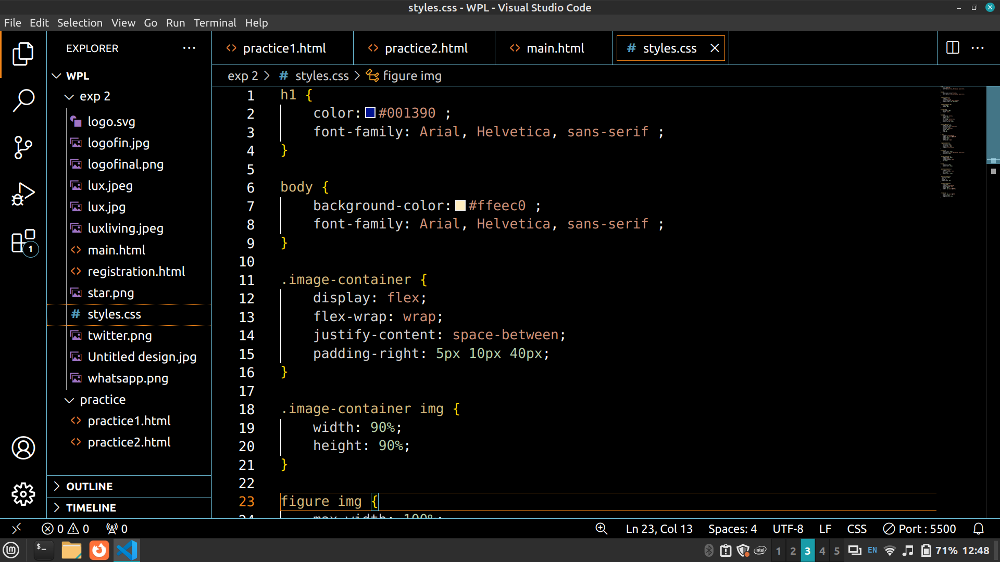 styles.css - WPL - Visual Studio Code
File Edit Selection View Go Run Terminal Help
EXPLORER
WPL
exp 2
logo.svg
logofin.jpg
logofinal.png
lux.jpeg
lux.jpg
luxliving.jpeg
main.html
registration.html
star.png
# styles.css
twitter.png
Untitled design.jpg
whatsapp.png
practice
practice1.html
practice2.html
OUTLINE
TIMELINE
1
practice1.html practice2.html main.html # styles.css
exp 2 > # styles.css > figure img
1 h1 {
2 color: #001390 ;
3 font-family: Arial, Helvetica, sans-serif ;
4 }
5
6 body {
7 background-color: #ffeec0 ;
8 font-family: Arial, Helvetica, sans-serif ;
9 }
10
11 .image-container {
12 display: flex;
13 flex-wrap: wrap;
14 justify-content: space-between;
15 padding-right: 5px 10px 40px;
16 }
17
18 .image-container img {
19 width: 90%;
20 height: 90%;
21 }
22
23 figure img {
24 max-width: 100%;
0 0 0 Ln 23, Col 13 Spaces: 4 UTF-8 LF CSS Port : 5500
intel 1 2 3 4 5 EN 71% 12:48